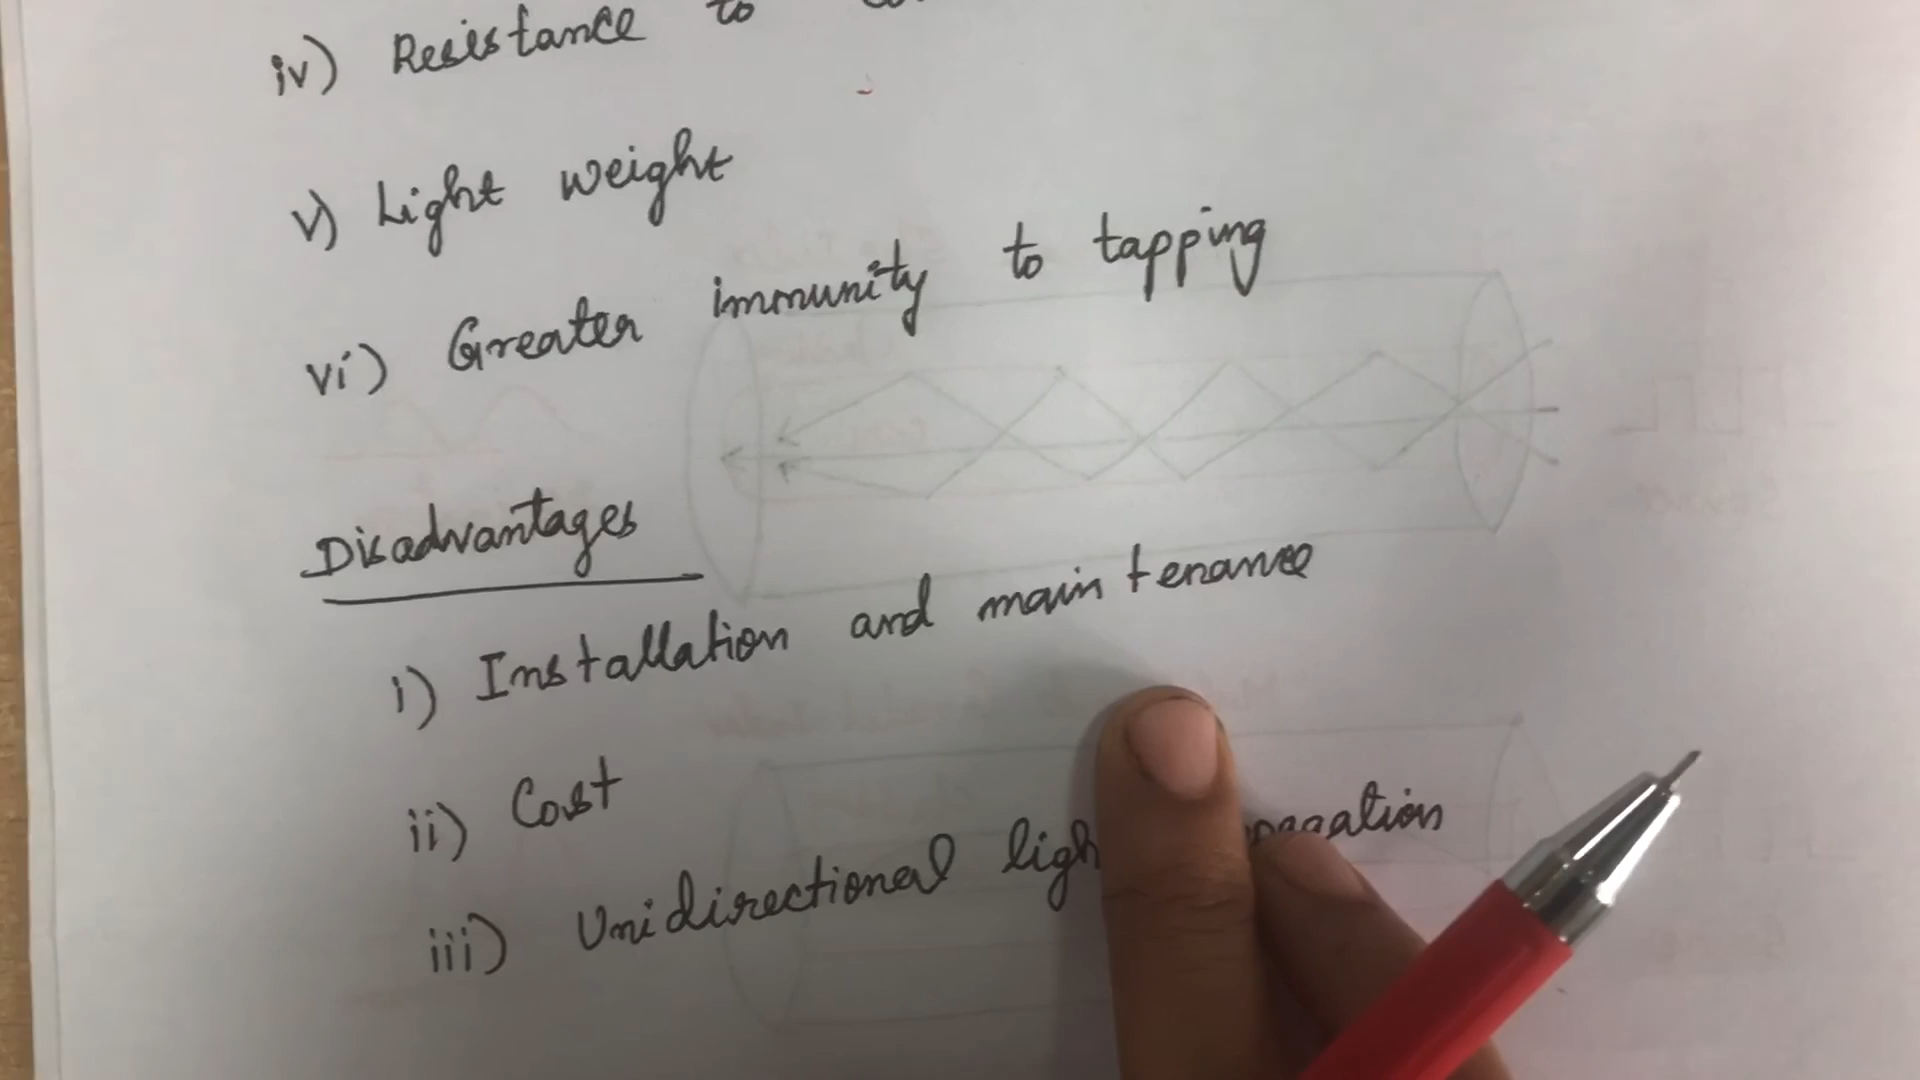 iv) Resistance to
v) Light weight
vi) Greater immunity to tapping
Disadvantages
i) Installation and maintenance
ii) Cost
iii) Unidirectional